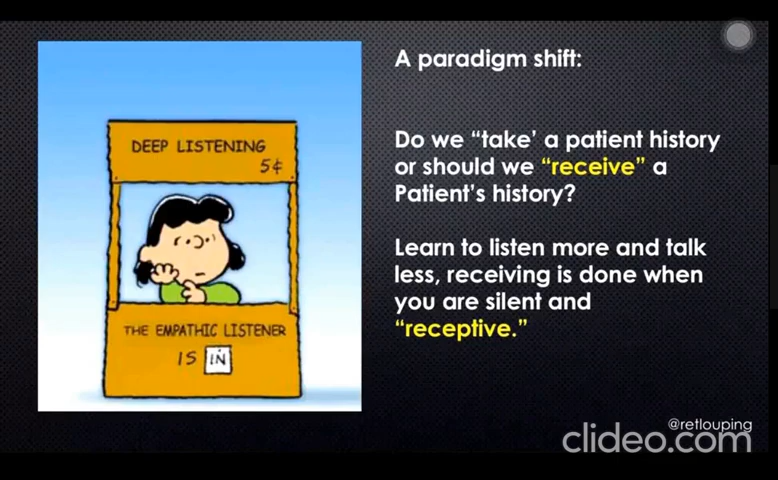 A paradigm shift:
Do we “take’ a patient history
or should we “receive” a
Patient’s history?
Learn to listen more and talk
less, receiving is done when
you are silent and
“receptive.”
DEEP LISTENING
5¢
THE EMPATHIC LISTENER
IS IN
@retlouping
clideo.com